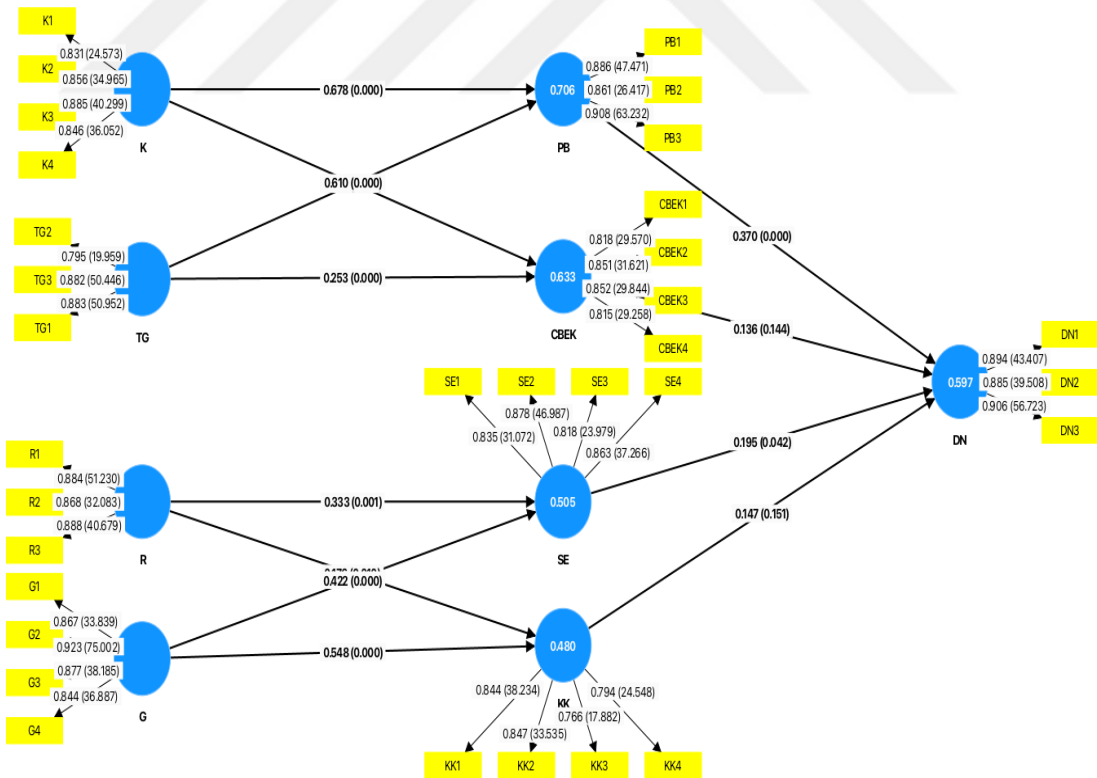 K1
0.831 (24.573)
K2
0.856 (34.965)
0.885 (40.299)
K3
0.846 (36.052)
K4
K
0.678 (0.000)
0.706
PB
PB1
0.886 (47.471)
0.861 (26.417)
PB2
0.908 (63.232)
PB3
0.610 (0.000)
0.370 (0.000)
TG2
0.795 (19.959)
TG3
0.882 (50.446)
0.883 (50.952)
TG1
TG
0.253 (0.000)
0.633
CBEK
CBEK1
0.818 (29.570)
CBEK2
0.851 (31.621)
0.852 (29.844)
CBEK3
0.815 (29.258)
CBEK4
0.136 (0.144)
DN1
0.894 (43.407)
0.597
0.885 (39.508)
DN2
0.906 (56.723)
DN3
DN
SE1
SE2
SE3
SE4
0.878 (46.987)
0.835 (31.072)
0.818 (23.979)
0.863 (37.266)
0.195 (0.042)
R1
0.884 (51.230)
R2
0.868 (32.083)
0.888 (40.679)
R3
R
0.333 (0.001)
0.505
SE
0.147 (0.151)
0.422 (0.000)
G1
0.867 (33.839)
G2
0.923 (75.002)
0.877 (38.185)
G3
0.844 (36.887)
G4
G
0.548 (0.000)
0.480
KK
0.844 (38.234)
0.794 (24.548)
0.766 (17.882)
0.847 (33.535)
KK1
KK2
KK3
KK4